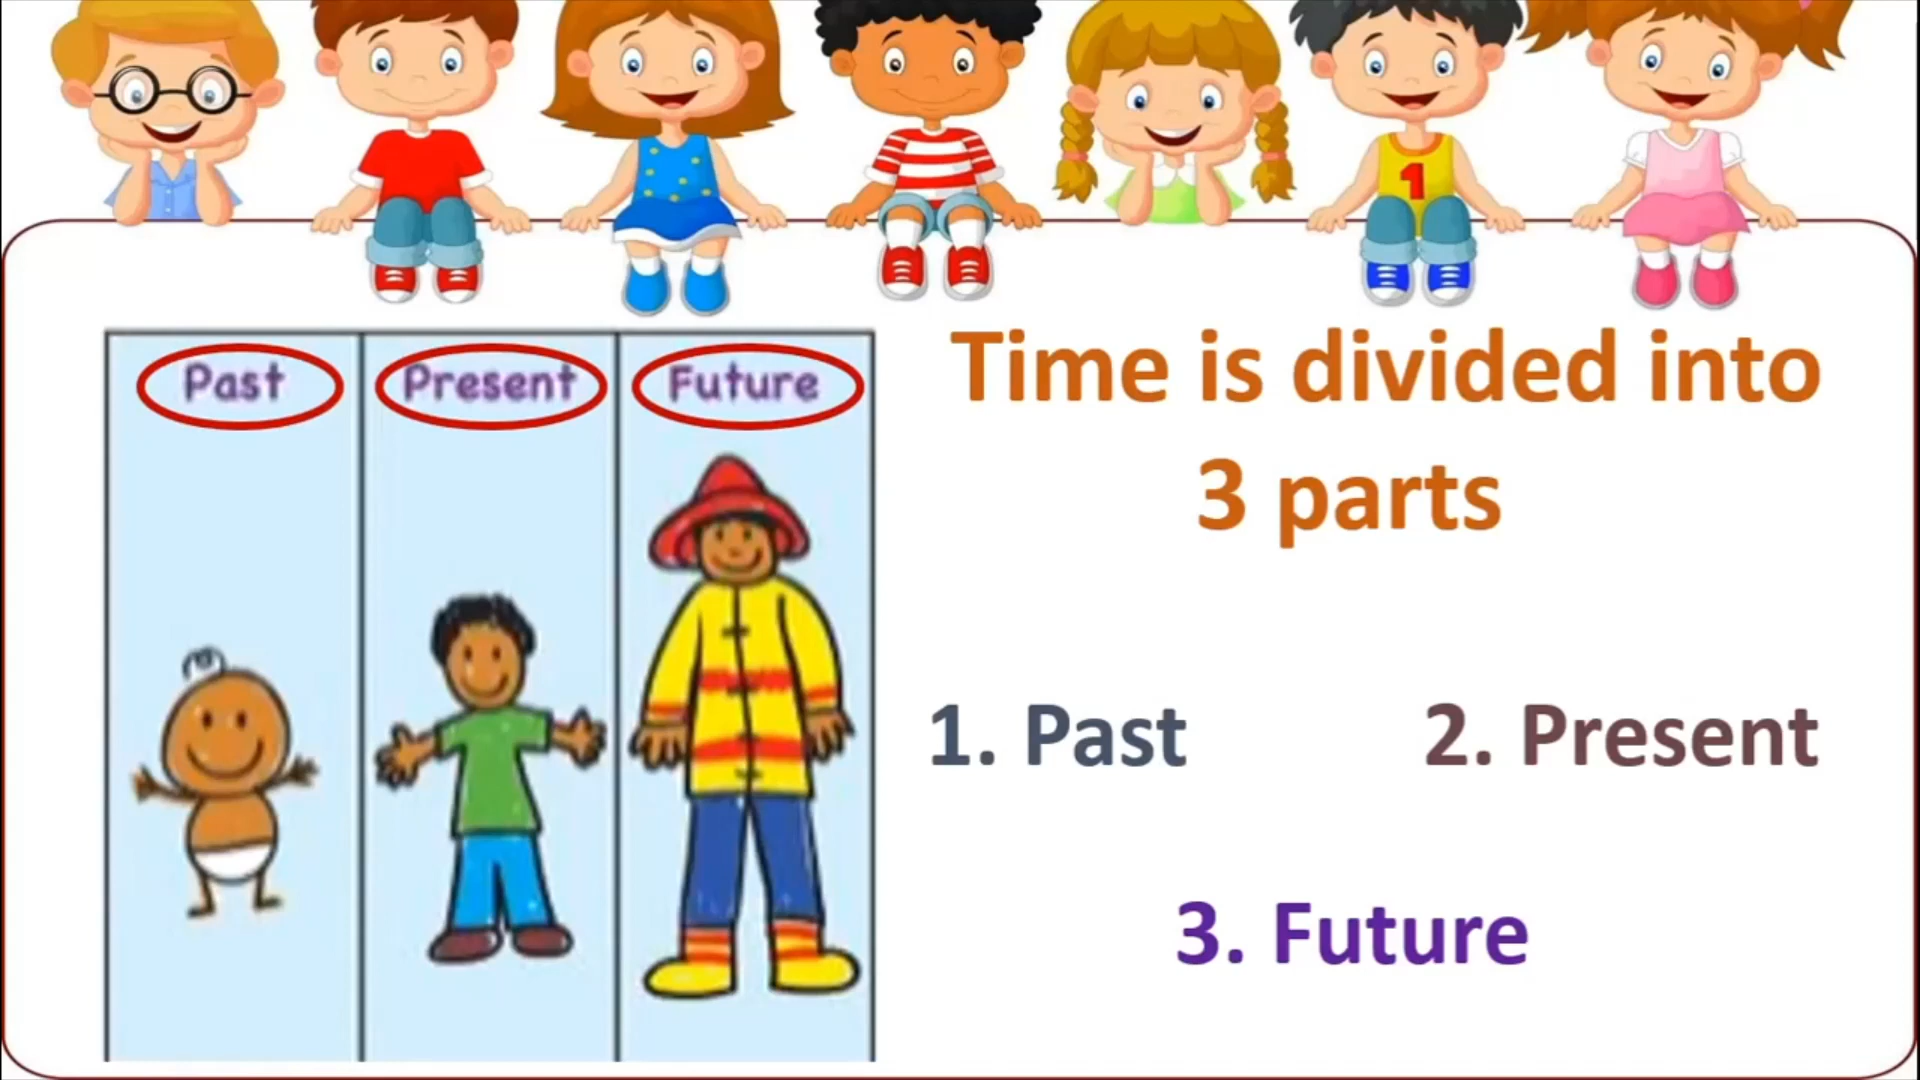 1
Past Present Future
Time is divided into
3 parts
1. Past 2. Present
3. Future